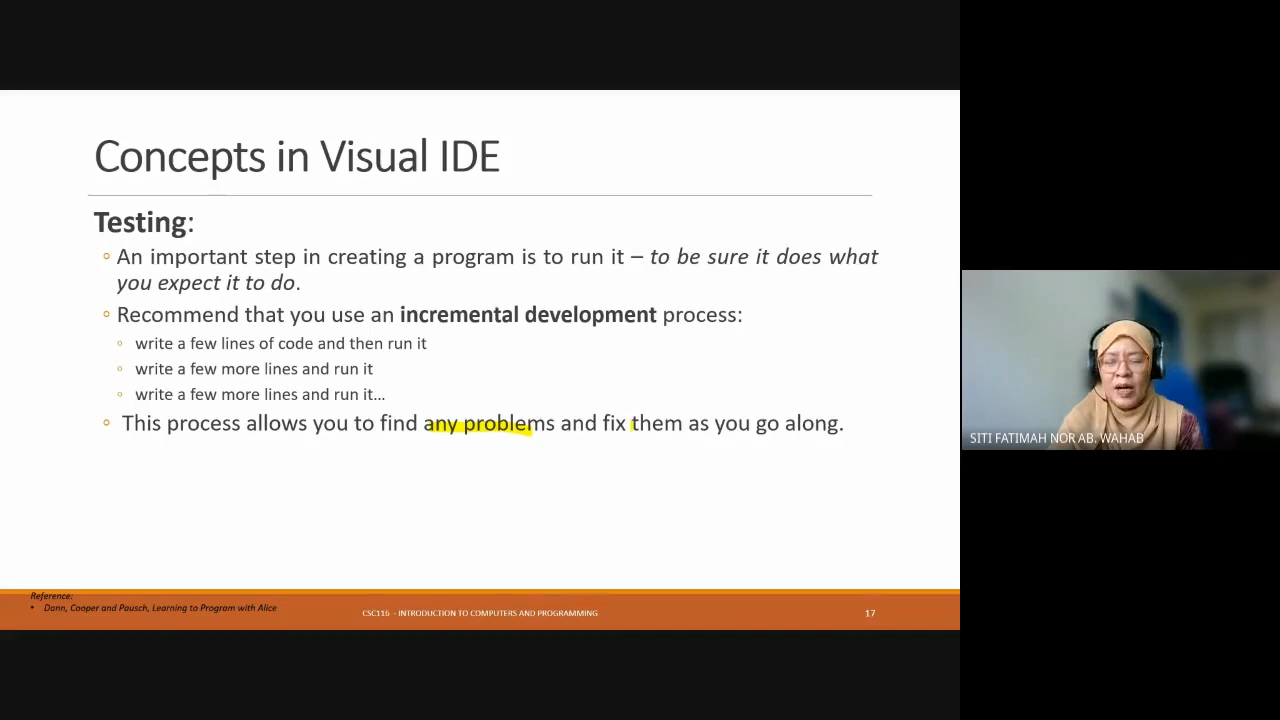 Concepts in Visual IDE
Testing:
◦ An important step in creating a program is to run it – to be sure it does what
you expect it to do.
◦ Recommend that you use an incremental development process:
◦ write a few lines of code and then run it
◦ write a few more lines and run it
◦ write a few more lines and run it…
◦ This process allows you to find any problems and fix them as you go along.
Reference:
• Dann, Cooper and Pausch, Learning to Program with Alice
CSC116 - INTRODUCTION TO COMPUTERS AND PROGRAMMING
17
SITI FATIMAH NOR AB. WAHAB